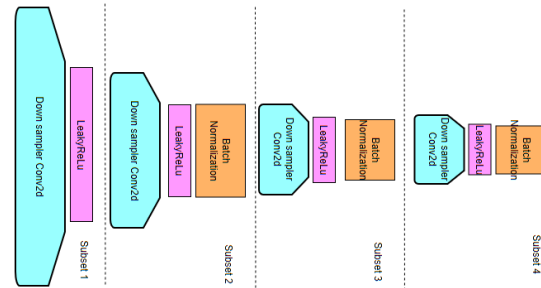 Down sampler Conv2d
LeakyReLu
Subset 1
Down sampler Conv2d
LeakyReLu
Batch
Normalization
Subset 2
Down sampler
Conv2d
LeakyReLu
Batch
Normalization
Subset 3
Down sampler
Conv2d
LeakyReLu
Batch
Normalization
Subset 4